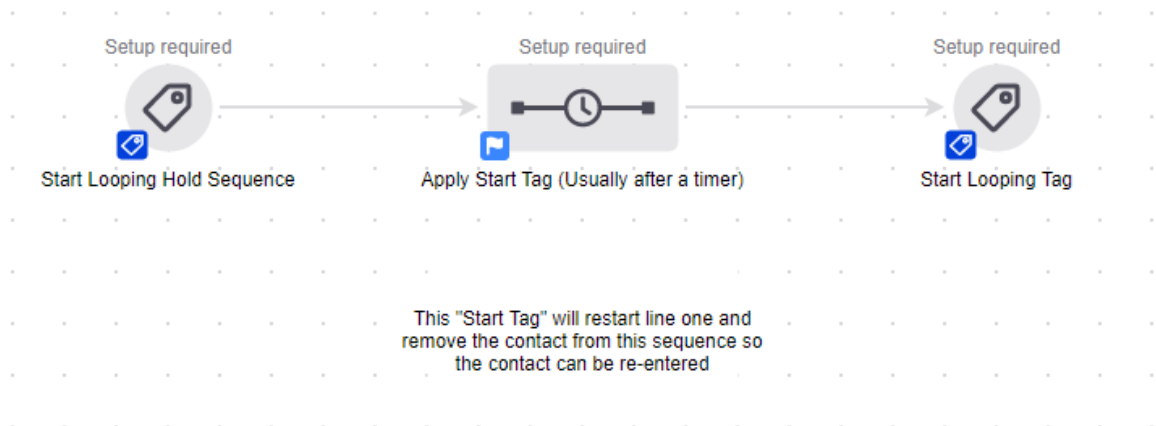 Setup required
Setup required
Setup required
Start Looping Hold Sequence
Apply Start Tag (Usually after a timer)
Start Looping Tag
This "Start Tag" will restart line one and
remove the contact from this sequence so
the contact can be re-entered